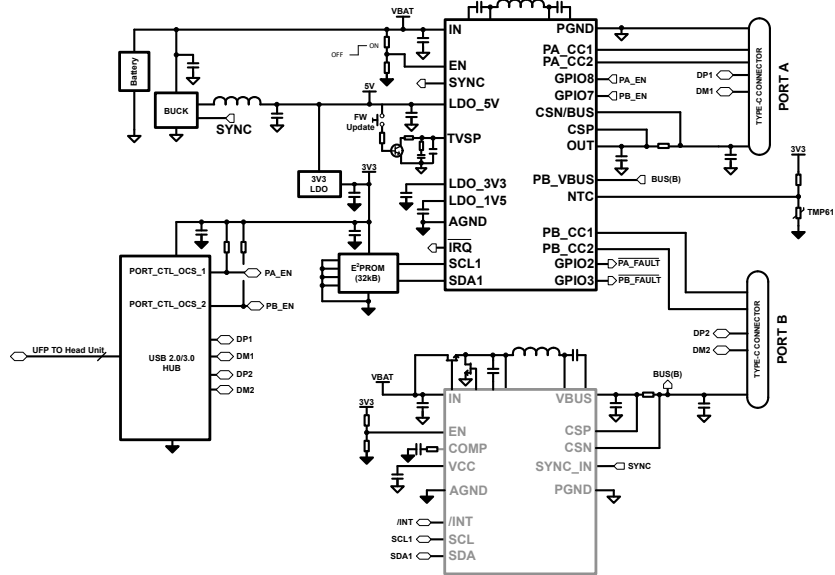 VBAT
IN
PGND
PA_CC1
PA_CC2
EN
OFF
ON
SYNC
GPIO8
PA_EN
GPIO7
PB_EN
DP1
DM1
TYPE-C CONNECTOR
PORT A
Battery
BUCK
SYNC
5V
LDO_5V
CSN/BUS
CSP
OUT
FW
Update
TVSP
3V3
LDO
3V3
LDO_3V3
LDO_1V5
AGND
PB_VBUS
BUS(B)
NTC
3V3
TMP61
IRQ
SCL1
SDA1
PB_CC1
PB_CC2
GPIO2
PA_FAULT
GPIO3
PB_FAULT
E²PROM
(32kB)
PORT_CTL_OCS_1
PA_EN
PORT_CTL_OCS_2
PB_EN
UFP TO Head Unit
USB 2.0/3.0
HUB
DP1
DM1
DP2
DM2
DP2
DM2
TYPE-C CONNECTOR
PORT B
VBAT
3V3
IN
VBUS
BUS(B)
EN
CSP
COMP
CSN
VCC
SYNC_IN
SYNC
AGND
PGND
/INT
/INT
SCL1
SCL
SDA1
SDA